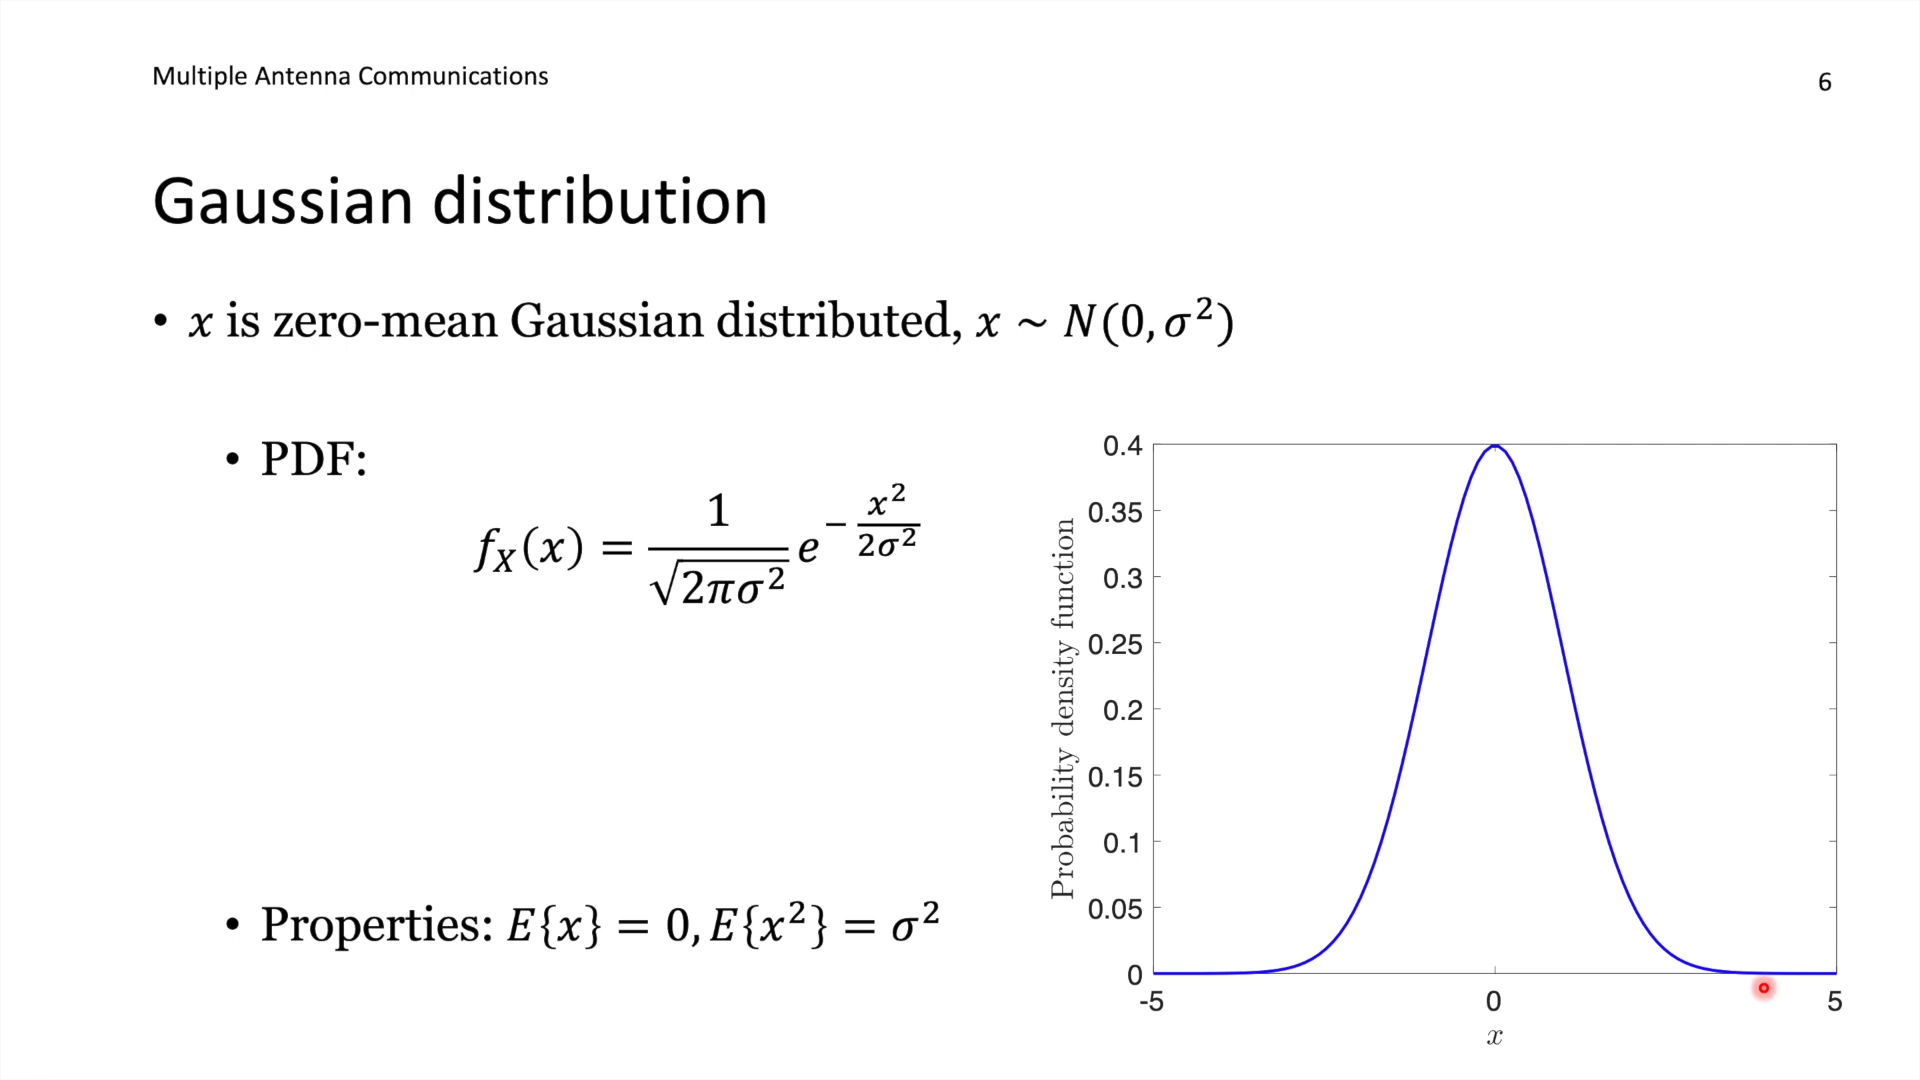 Multiple Antenna Communications
6
Gaussian distribution
• x is zero-mean Gaussian distributed, x ~ N(0, σ²)
• PDF:
f_X(x) = 1/√(2πσ²) e^(−x²/(2σ²))
• Properties: E{x} = 0, E{x²} = σ²
Probability density function
0.4
0.35
0.3
0.25
0.2
0.15
0.1
0.05
0
-5 0 5
x